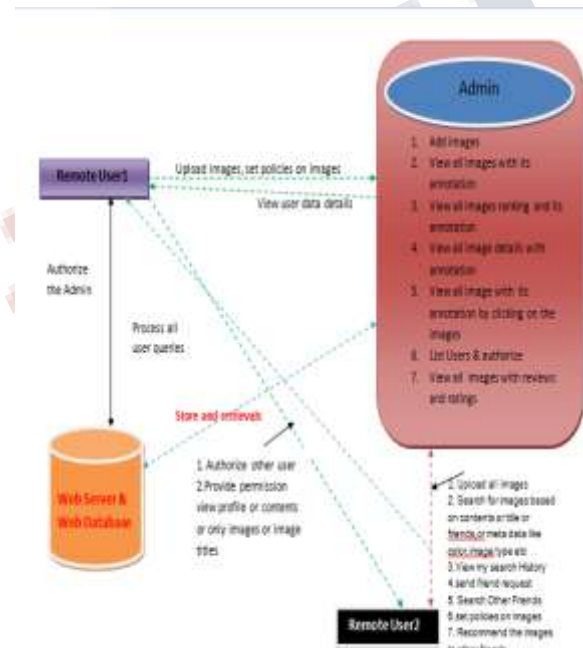 Admin
1. Add images
2. View all images with its
annotation
3. View all images ranking and its
annotation
4. View all image details with
annotation
5. View all image with its
annotation by clicking on the
images
6. List Users & authorize
7. View all images with reviews
and ratings
Remote User1
Upload images, set policies on images
View user data details
Authorize
the Admin
Process all
user queries
Store and retrievals
Web Server &
Web Database
1. Authorize other user
2.Provide permission
view profile or contents
or only images or image
titles
1. Upload all images
2. Search for images based
on contents or title or
friends,or meta data like
color,image type etc
3.View my search History
4.send friend request
5. Search Other Friends
6.set policies on images
7. Recommend the images
to other friends
Remote User2